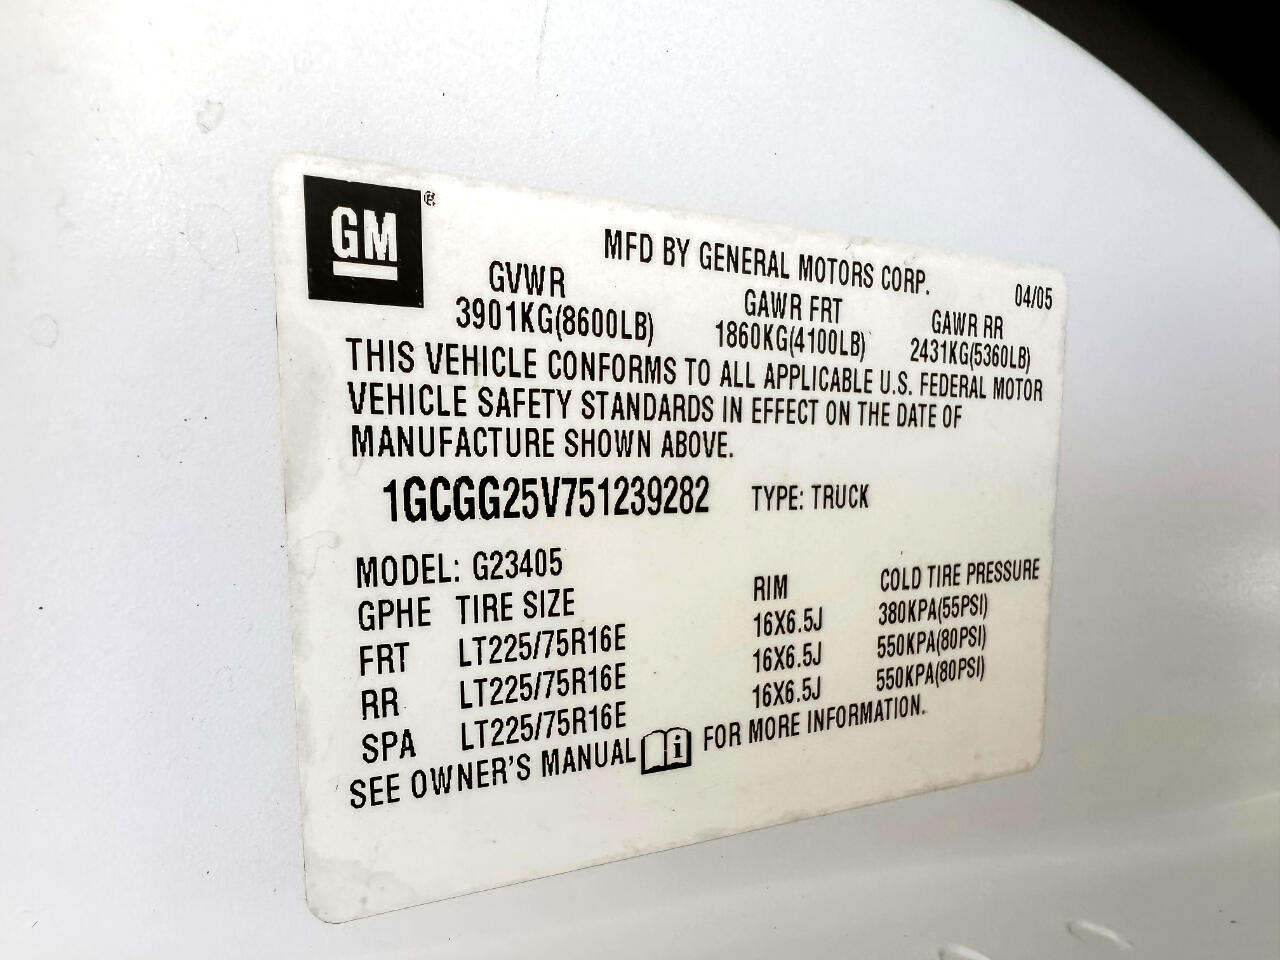 GM ®
MFD BY GENERAL MOTORS CORP. 04/05
GVWR GAWR FRT GAWR RR
3901KG(8600LB) 1860KG(4100LB) 2431KG(5360LB)
THIS VEHICLE CONFORMS TO ALL APPLICABLE U.S. FEDERAL MOTOR
VEHICLE SAFETY STANDARDS IN EFFECT ON THE DATE OF
MANUFACTURE SHOWN ABOVE.
1GCGG25V751239282 TYPE: TRUCK
MODEL: G23405
GPHE TIRE SIZE RIM COLD TIRE PRESSURE
FRT LT225/75R16E 16X6.5J 380KPA(55PSI)
RR LT225/75R16E 16X6.5J 550KPA(80PSI)
SPA LT225/75R16E 16X6.5J 550KPA(80PSI)
SEE OWNER'S MANUAL i FOR MORE INFORMATION.